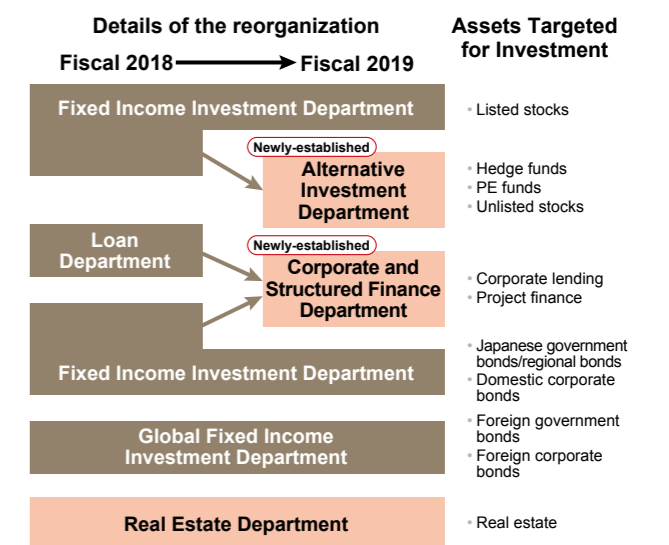 Details of the reorganization
Fiscal 2018
Fiscal 2019
Assets Targeted
for Investment
Fixed Income Investment Department
• Listed stocks
Newly-established
Alternative
Investment
Department
• Hedge funds
• PE funds
• Unlisted stocks
Loan
Department
Newly-established
Corporate and
Structured Finance
Department
• Corporate lending
• Project finance
Fixed Income Investment Department
• Japanese government
bonds/regional bonds
• Domestic corporate
bonds
Global Fixed Income
Investment Department
• Foreign government
bonds
• Foreign corporate
bonds
Real Estate Department
• Real estate